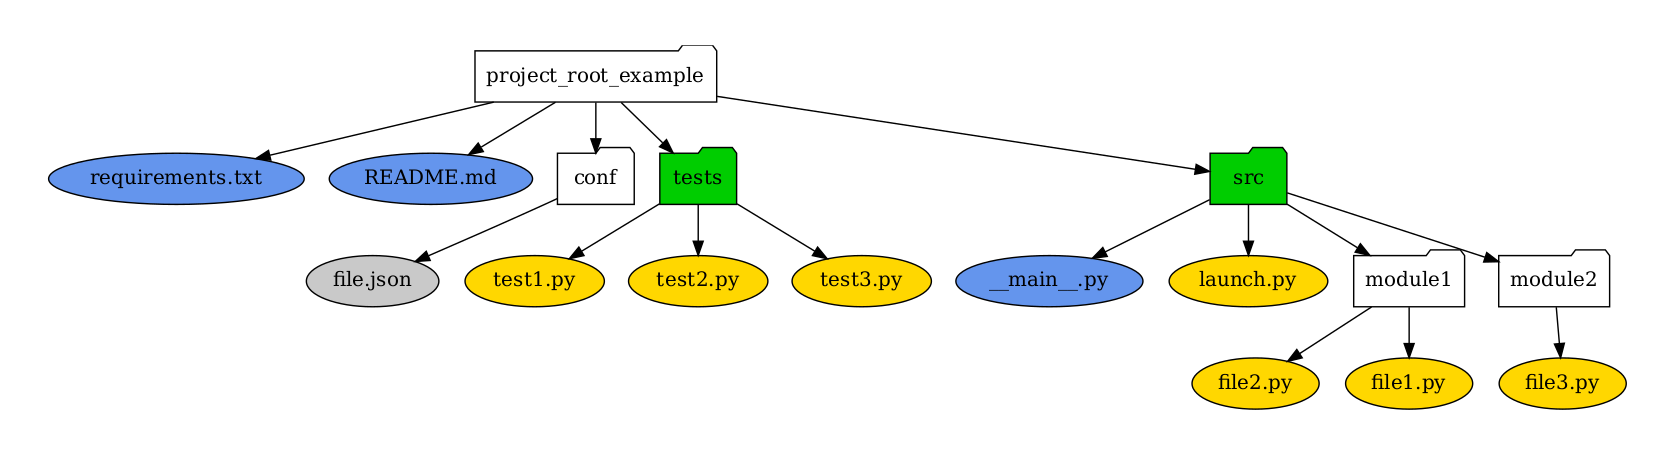 project_root_example
requirements.txt
README.md
conf
tests
src
file.json
test1.py
test2.py
test3.py
__main__.py
launch.py
module1
module2
file2.py
file1.py
file3.py